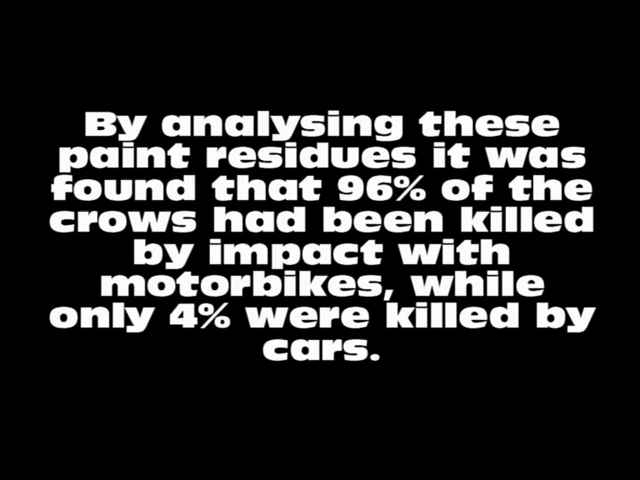 By analysing these
paint residues it was
found that 96% of the
crows had been killed
by impact with
motorbikes, while
only 4% were killed by
cars.